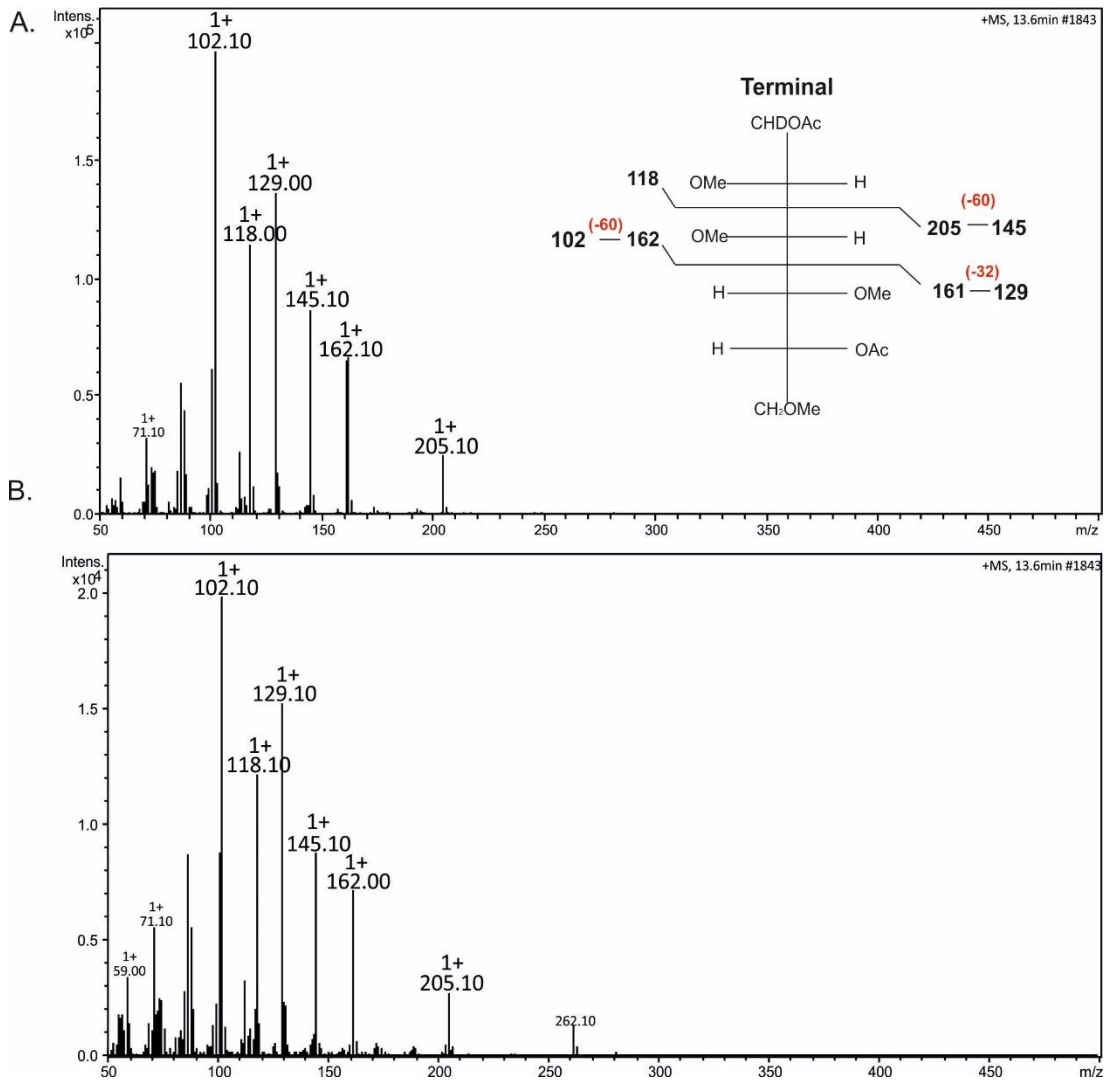 A.
Intens.
x10⁵
+MS, 13.6min #1843
1+
102.10
1+
129.00
1+
118.00
1+
145.10
1+
162.10
1+
71.10
1+
205.10
1.5
1.0
0.5
0.0
50 100 150 200 250 300 350 400 450 m/z
Terminal
CHDOAc
118 OMe H
(-60)
205 — 145
(-60)
102 — 162 OMe H
(-32)
161 — 129
H OMe
H OAc
CH₂OMe
B.
Intens.
x10⁴
+MS, 13.6min #1843
1+
102.10
1+
129.10
1+
118.10
1+
145.10
1+
162.00
1+
71.10
1+
59.00
1+
205.10
262.10
2.0
1.5
1.0
0.5
0.0
50 100 150 200 250 300 350 400 450 m/z